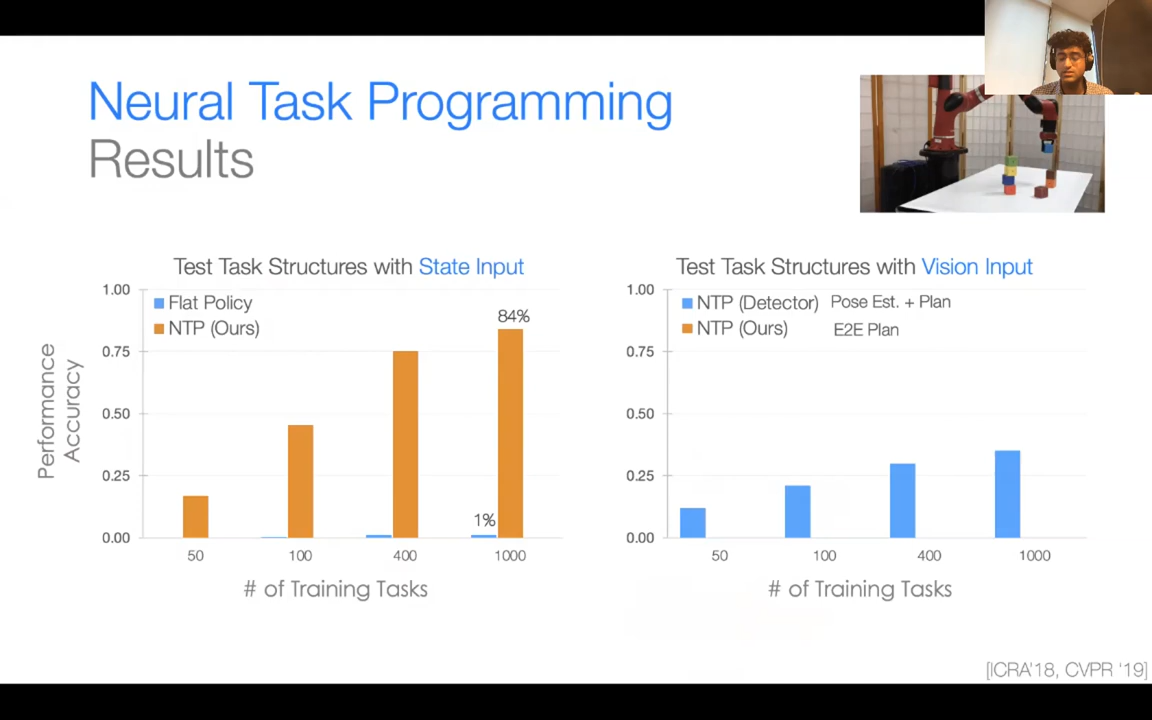 Neural Task Programming
Results
Test Task Structures with State Input
1.00
0.75
0.50
0.25
0.00
Performance
Accuracy
Flat Policy
NTP (Ours)
84%
1%
50
100
400
1000
# of Training Tasks
Test Task Structures with Vision Input
1.00
0.75
0.50
0.25
0.00
NTP (Detector) Pose Est. + Plan
NTP (Ours) E2E Plan
50
100
400
1000
# of Training Tasks
[ICRA'18, CVPR '19]